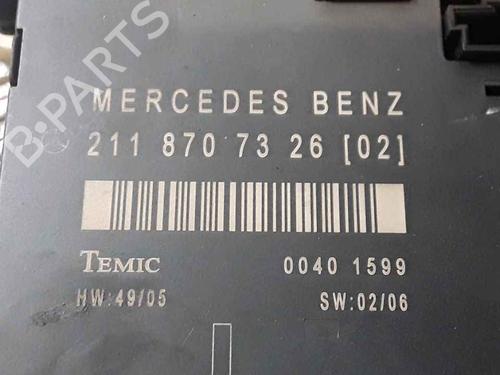 B-PARTS
MERCEDES BENZ
211 870 73 26 [02]
TEMIC 0040 1599
HW:49/05 SW:02/06